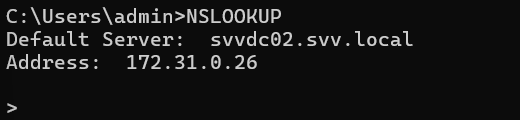 C:\Users\admin>NSLOOKUP
Default Server:  svvdc02.svv.local
Address:  172.31.0.26
>